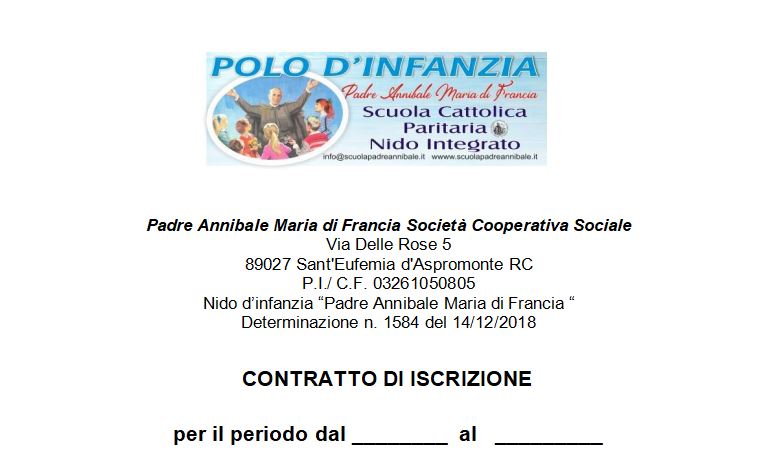 POLO D'INFANZIA
Padre Annibale Maria di Francia
Scuola Cattolica
Paritaria
Nido Integrato
info@scuolapadreannibale.it www.scuolapadreannibale.it
Padre Annibale Maria di Francia Società Cooperativa Sociale
Via Delle Rose 5
89027 Sant'Eufemia d'Aspromonte RC
P.I./ C.F. 03261050805
Nido d’infanzia “Padre Annibale Maria di Francia “
Determinazione n. 1584 del 14/12/2018
CONTRATTO DI ISCRIZIONE
per il periodo dal ________ al _________